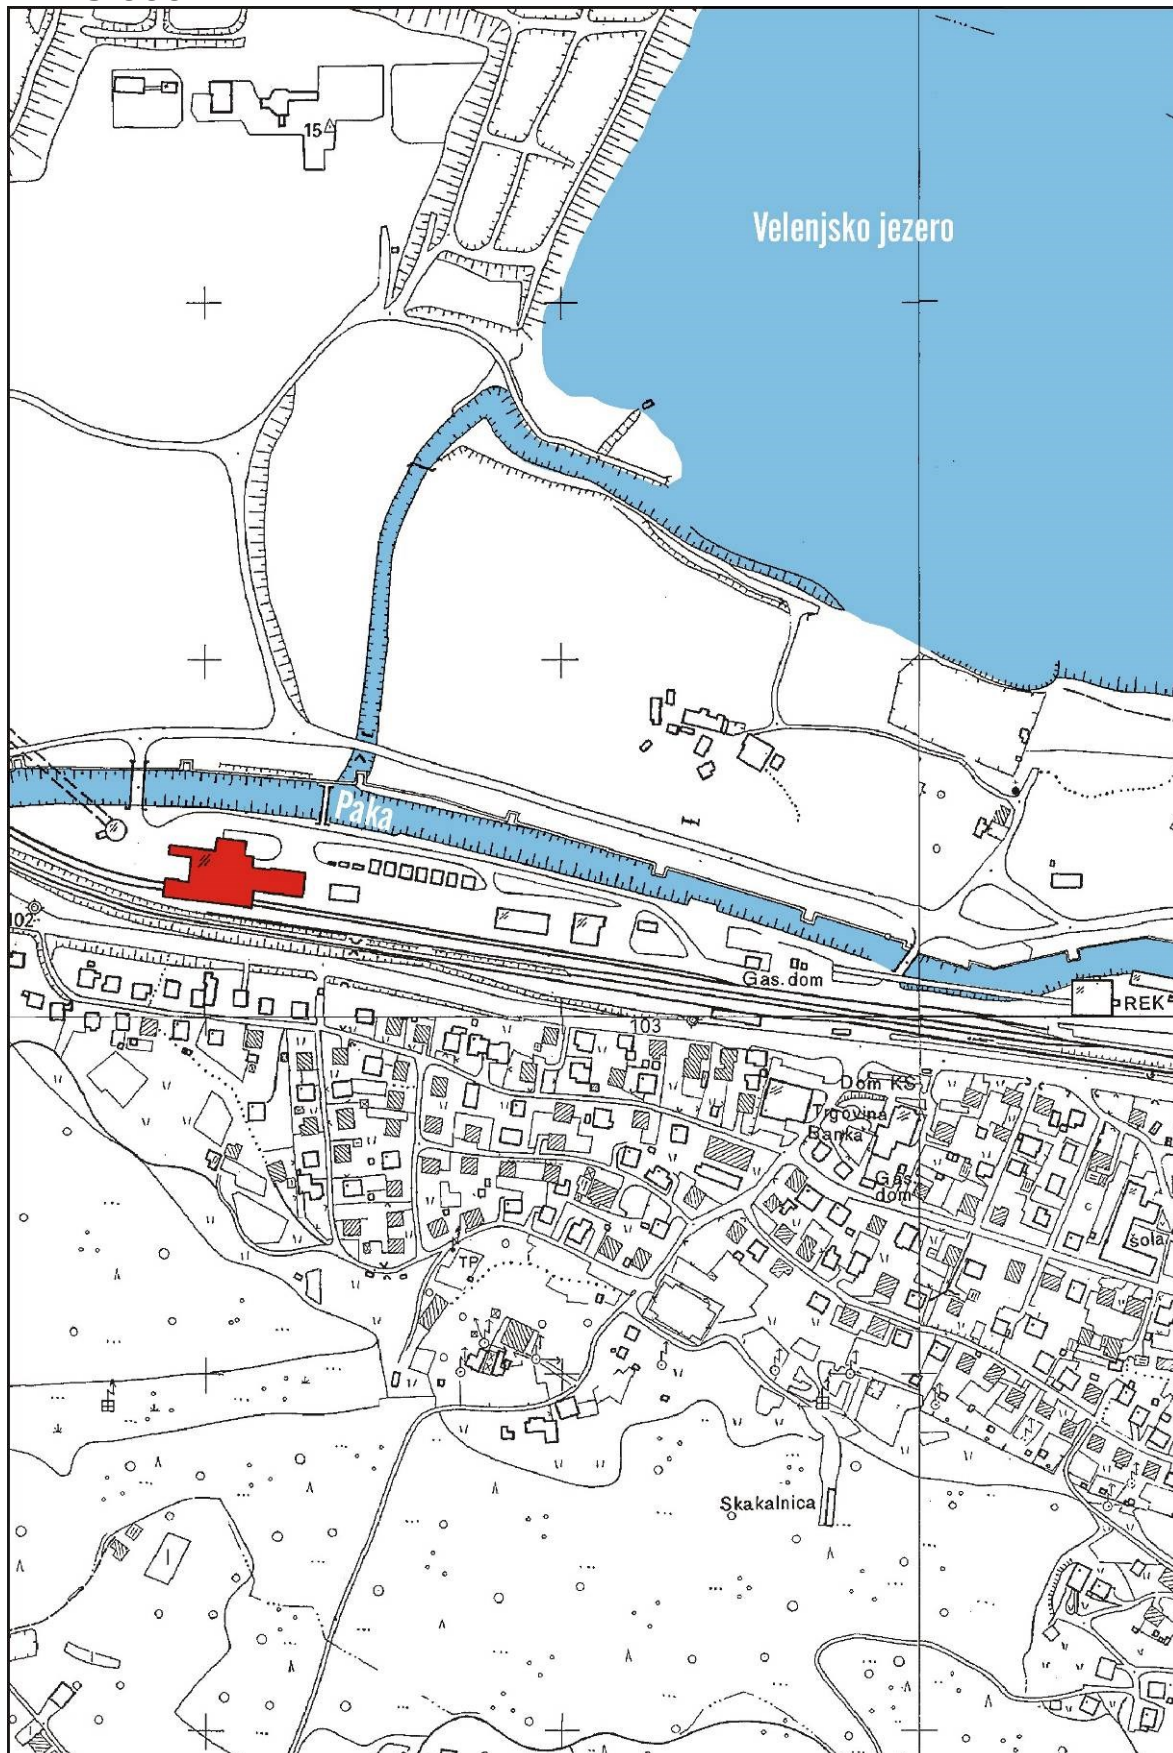 15
Velenjsko jezero
Paka
102
Gas. dom
REK
103
Dom KS
Trgovina
Banka
Gas.
dom
šola
TP
Skakalnica